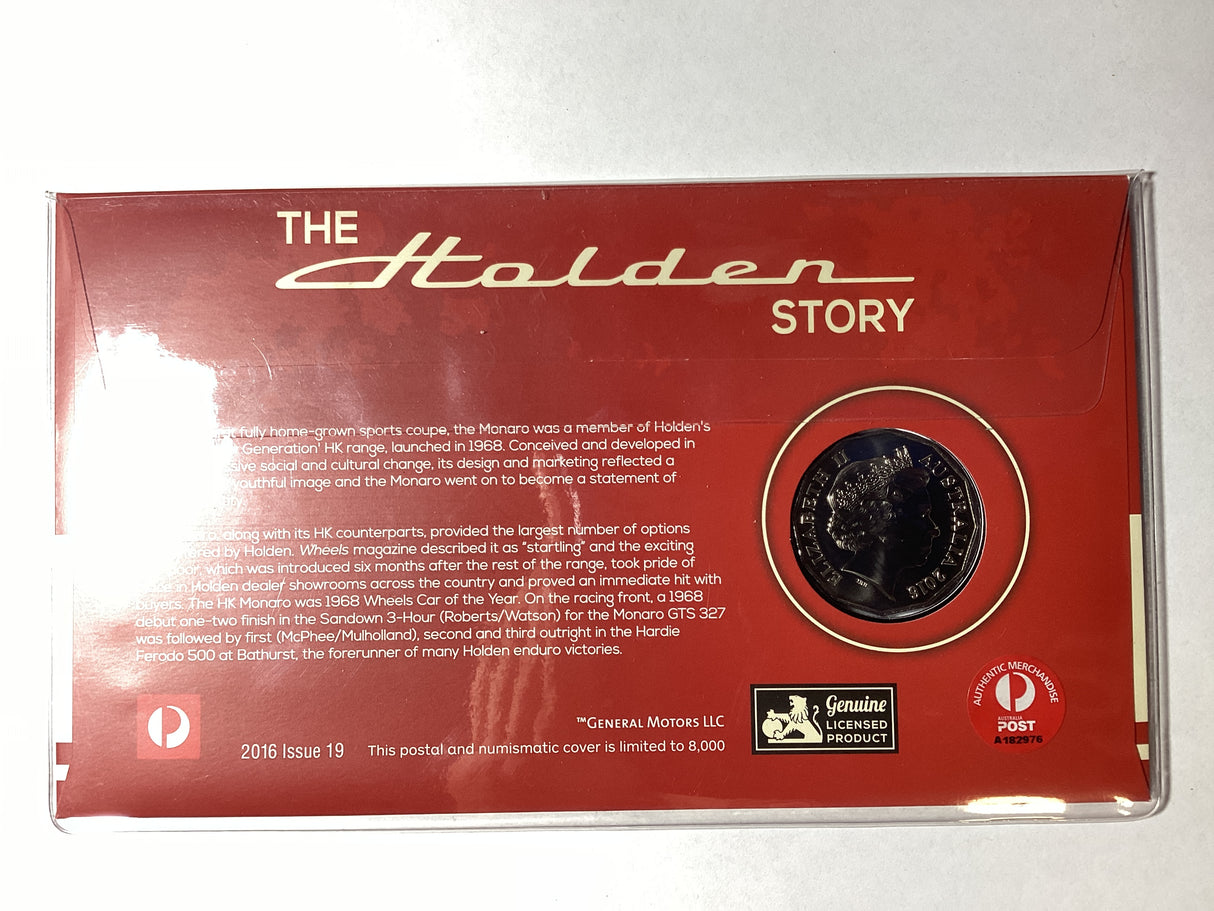 THE
Holden
STORY
fully home-grown sports coupe, the Monaro was a member of Holden's
Generation' HK range, launched in 1968. Conceived and developed in
social and cultural change, its design and marketing reflected a
youthful image and the Monaro went on to become a statement of
along with its HK counterparts, provided the largest number of options
by Holden. Wheels magazine described it as "startling" and the exciting
which was introduced six months after the rest of the range, took pride of
in Holden dealer showrooms across the country and proved an immediate hit with
buyers. The HK Monaro was 1968 Wheels Car of the Year. On the racing front, a 1968
debut one-two finish in the Sandown 3-Hour (Roberts/Watson) for the Monaro GTS 327
was followed by first (McPhee/Mulholland), second and third outright in the Hardie
Ferodo 500 at Bathurst, the forerunner of many Holden enduro victories.
ELIZABETH II AUSTRALIA 2016
IRB
™GENERAL MOTORS LLC
2016 Issue 19 This postal and numismatic cover is limited to 8,000
Genuine
LICENSED
PRODUCT
AUTHENTIC MERCHANDISE
AUSTRALIA
POST
A182976